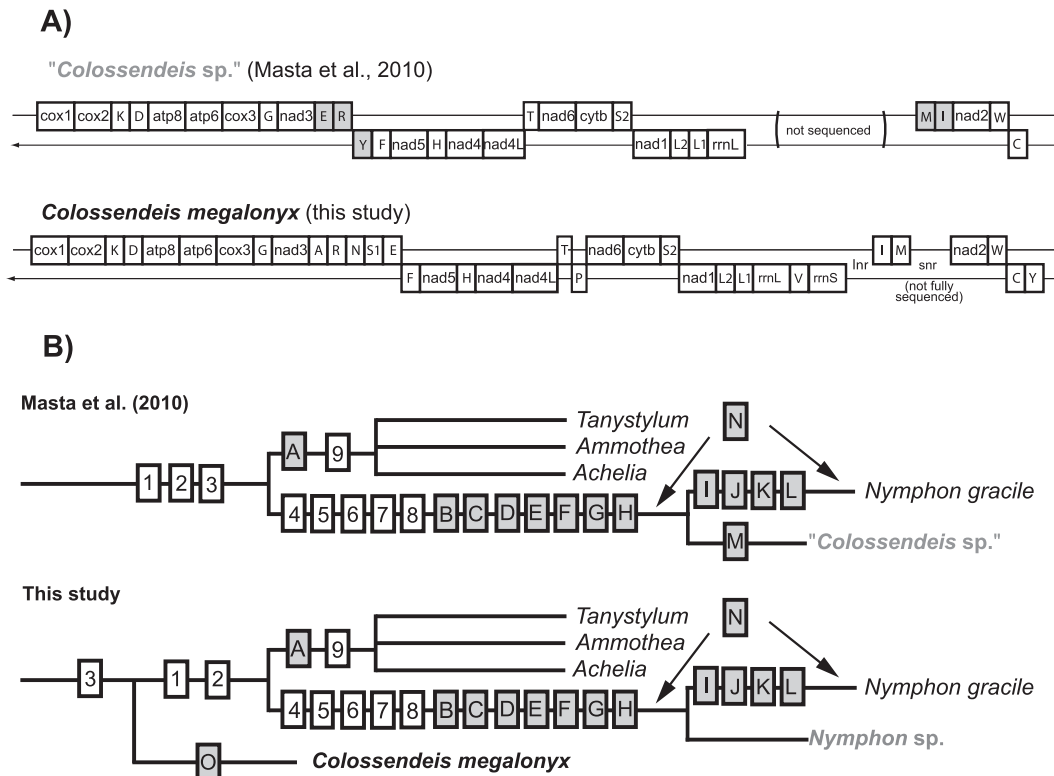 A)
"Colossendeis sp." (Masta et al., 2010)
cox1 cox2 K D atp8 atp6 cox3 G nad3 E R T nad6 cytb S2 M I nad2 W
Y F nad5 H nad4 nad4L nad1 L2 L1 rrnL (not sequenced) C
Colossendeis megalonyx (this study)
cox1 cox2 K D atp8 atp6 cox3 G nad3 A R N S1 E T nad6 cytb S2 I M nad2 W
F nad5 H nad4 nad4L P nad1 L2 L1 rrnL V rrnS lnr snr C Y
(not fully
sequenced)
B)
Masta et al. (2010)
Tanystylum
Ammothea
Achelia
A 9
N
1 2 3
4 5 6 7 8 B C D E F G H
I J K L Nymphon gracile
M "Colossendeis sp."
This study
Tanystylum
Ammothea
Achelia
A 9
N
3 1 2
4 5 6 7 8 B C D E F G H
I J K L Nymphon gracile
Nymphon sp.
O Colossendeis megalonyx